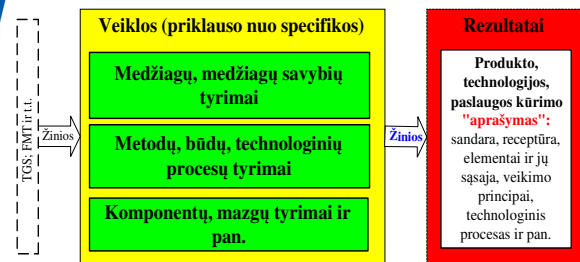 TGS; FMT ir t.t.
Žinios
Veiklos (priklauso nuo specifikos)
Medžiagų, medžiagų savybių
tyrimai
Metodų, būdų, technologinių
procesų tyrimai
Komponentų, mazgų tyrimai ir
pan.
Žinios
Rezultatai
Produkto,
technologijos,
paslaugos kūrimo
"aprašymas":
sandara, receptūra,
elementai ir jų
sąsaja, veikimo
principai,
technologinis
procesas ir pan.